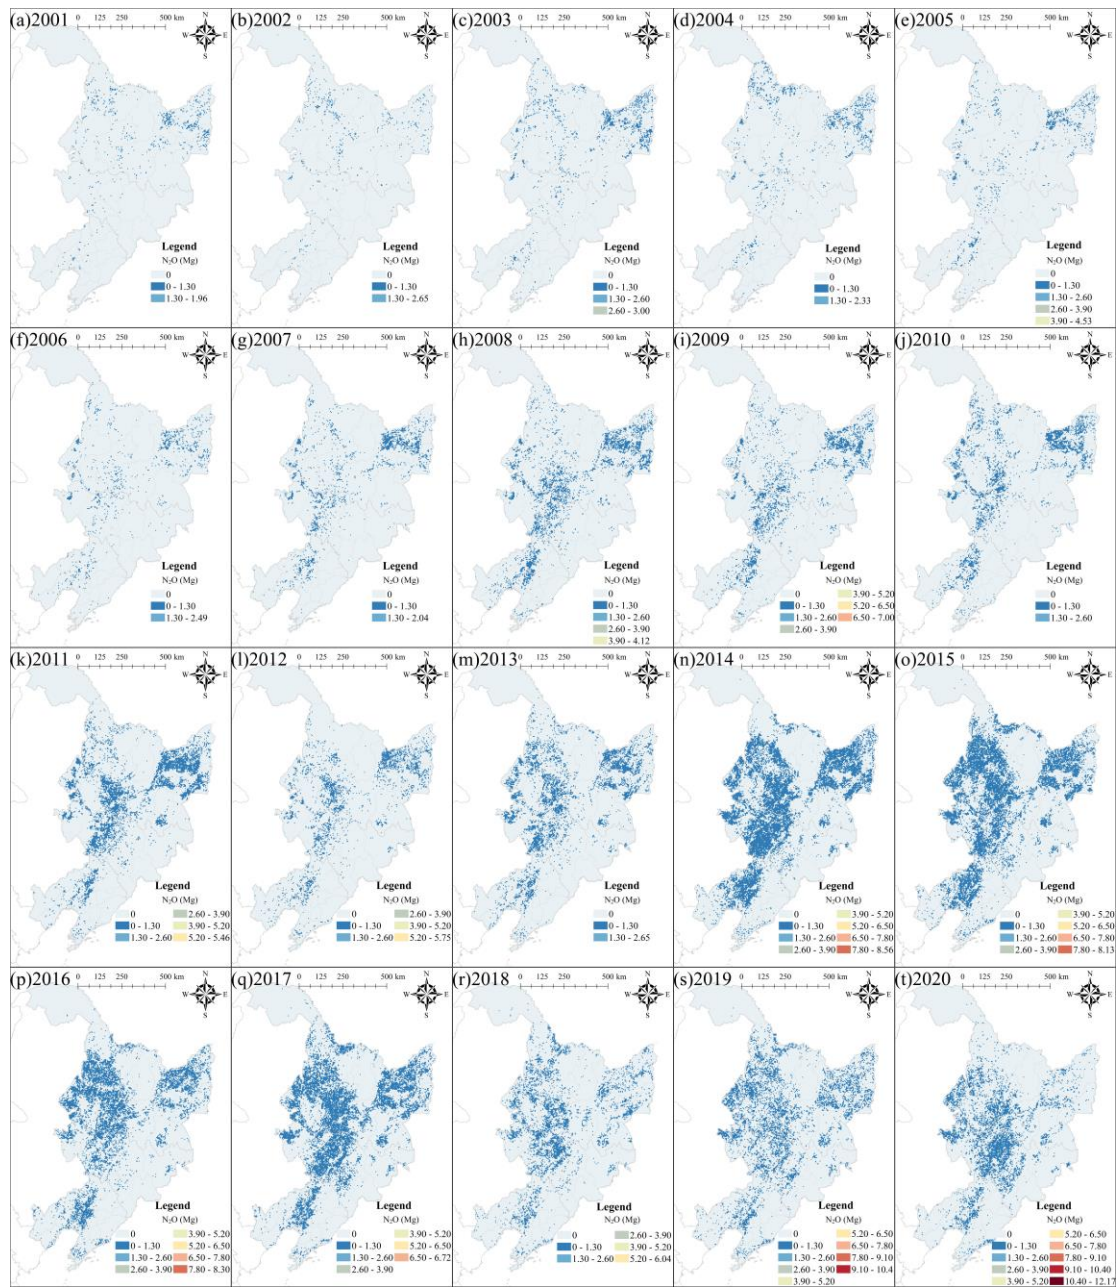 (a)2001
0 125 250 500 km
N
W E
S
Legend
N₂O (Mg)
0
0 - 1.30
1.30 - 1.96
(b)2002
0 125 250 500 km
N
W E
S
Legend
N₂O (Mg)
0
0 - 1.30
1.30 - 2.65
(c)2003
0 125 250 500 km
N
W E
S
Legend
N₂O (Mg)
0
0 - 1.30
1.30 - 2.60
2.60 - 3.00
(d)2004
0 125 250 500 km
N
W E
S
Legend
N₂O (Mg)
0
0 - 1.30
1.30 - 2.33
(e)2005
0 125 250 500 km
N
W E
S
Legend
N₂O (Mg)
0
0 - 1.30
1.30 - 2.60
2.60 - 3.90
3.90 - 4.53
(f)2006
0 125 250 500 km
N
W E
S
Legend
N₂O (Mg)
0
0 - 1.30
1.30 - 2.49
(g)2007
0 125 250 500 km
N
W E
S
Legend
N₂O (Mg)
0
0 - 1.30
1.30 - 2.04
(h)2008
0 125 250 500 km
N
W E
S
Legend
N₂O (Mg)
0
0 - 1.30
1.30 - 2.60
2.60 - 3.90
3.90 - 4.12
(i)2009
0 125 250 500 km
N
W E
S
Legend
N₂O (Mg)
0 3.90 - 5.20
0 - 1.30 5.20 - 6.50
1.30 - 2.60 6.50 - 7.00
2.60 - 3.90
(j)2010
0 125 250 500 km
N
W E
S
Legend
N₂O (Mg)
0
0 - 1.30
1.30 - 2.60
(k)2011
0 125 250 500 km
N
W E
S
Legend
N₂O (Mg)
0 2.60 - 3.90
0 - 1.30 3.90 - 5.20
1.30 - 2.60 5.20 - 5.46
(l)2012
0 125 250 500 km
N
W E
S
Legend
N₂O (Mg)
0 2.60 - 3.90
0 - 1.30 3.90 - 5.20
1.30 - 2.60 5.20 - 5.75
(m)2013
0 125 250 500 km
N
W E
S
Legend
N₂O (Mg)
0
0 - 1.30
1.30 - 2.65
(n)2014
0 125 250 500 km
N
W E
S
Legend
N₂O (Mg)
0 3.90 - 5.20
0 - 1.30 5.20 - 6.50
1.30 - 2.60 6.50 - 7.80
2.60 - 3.90 7.80 - 8.56
(o)2015
0 125 250 500 km
N
W E
S
Legend
N₂O (Mg)
0 3.90 - 5.20
0 - 1.30 5.20 - 6.50
1.30 - 2.60 6.50 - 7.80
2.60 - 3.90 7.80 - 8.13
(p)2016
0 125 250 500 km
N
W E
S
Legend
N₂O (Mg)
0 3.90 - 5.20
0 - 1.30 5.20 - 6.50
1.30 - 2.60 6.50 - 7.80
2.60 - 3.90 7.80 - 8.30
(q)2017
0 125 250 500 km
N
W E
S
Legend
N₂O (Mg)
0 3.90 - 5.20
0 - 1.30 5.20 - 6.50
1.30 - 2.60 6.50 - 6.72
2.60 - 3.90
(r)2018
0 125 250 500 km
N
W E
S
Legend
N₂O (Mg)
0 2.60 - 3.90
0 - 1.30 3.90 - 5.20
1.30 - 2.60 5.20 - 6.04
(s)2019
0 125 250 500 km
N
W E
S
Legend
N₂O (Mg)
0 5.20 - 6.50
0 - 1.30 6.50 - 7.80
1.30 - 2.60 7.80 - 9.10
2.60 - 3.90 9.10 - 10.4
3.90 - 5.20
(t)2020
0 125 250 500 km
N
W E
S
Legend
N₂O (Mg)
0 5.20 - 6.50
0 - 1.30 6.50 - 7.80
1.30 - 2.60 7.80 - 9.10
2.60 - 3.90 9.10 - 10.40
3.90 - 5.20 10.40 - 12.17